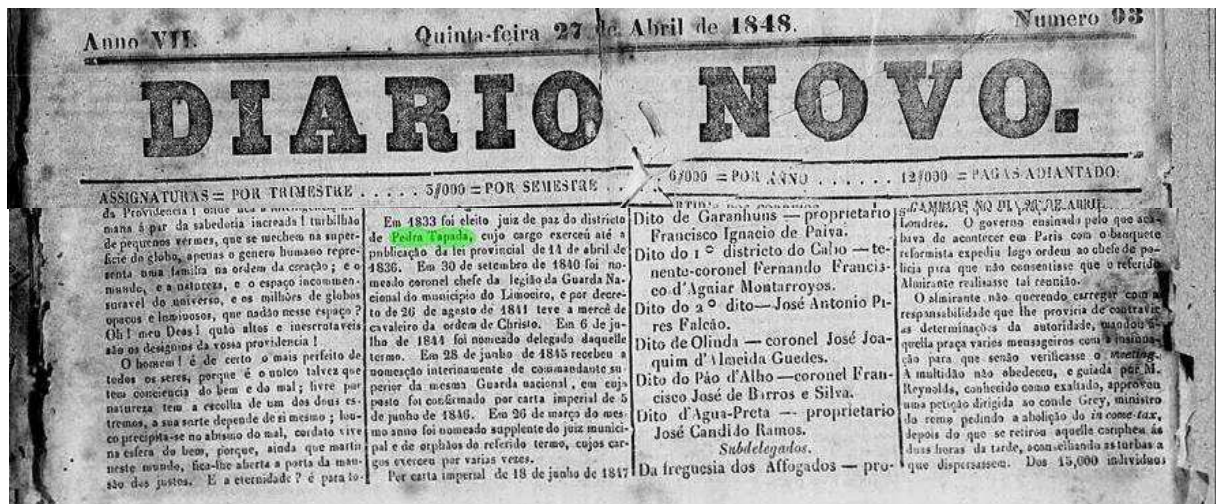 Anno VII.
Quinta-feira 27 de Abril de 1848.
Numero 93
DIARIO NOVO.
ASSIGNATURAS = POR TRIMESTRE ..... 3/000 = POR SEMESTRE ..... 6/000 = POR ANNO ....... 12/000 = PAGAS ADIANTADO.
da Providencia ! onde
mana á par da sabedoria increada ! turbilhão
de pequenos vermes, que se mechem na super-
ficie do globo, apenas o genero humano repre-
senta uma familia na ordem da creação ; e o
mundo, e a natureza, e o espaço incommen-
suravel do universo, e os milhões de globos
opacos e luminosos, que nadão nesse espaço ?
Oh ! meu Deos ! quão altos e inescrutaveis
são os designios da vossa providencia !
O homem ! é de certo o mais perfeito de
todos os seres, porque é o unico talvez que
tem consciencia do bem e do mal ; livre por
natureza tem a escolha de um dos dous es-
tremos, a sua sorte depende de si mesmo ; lou-
co precipita-se no abismo do mal, cordato vive
na esfera do bem, porque, ainda que martir
neste mundo, fica-lhe aberta a porta da man-
são dos justos. E a eternidade ? é para to-
Em 1833 foi eleito juiz de paz do districto
de Pedra Tapada, cujo cargo exerceu até a
publicação da lei provincial de 14 de abril de
1836. Em 30 de setembro de 1840 foi no-
meado coronel chefe da legião da Guarda Na-
cional do municipio do Limoeiro, e por decre-
to de 26 de agosto de 1841 teve a mercê de
cavaleiro da ordem de Christo. Em 6 de ju-
lho de 1844 foi nomeado delegado daquelle
termo. Em 28 de junho de 1845 recebeu a
nomeação interinamente de commandante su-
perior da mesma Guarda nacional, em cujo
posto foi confirmado por carta imperial de 5
de junho de 1846. Em 26 de março do mes-
mo anno foi nomeado supplente do juiz munici-
pal e de orphãos do referido termo, cujos car-
gos exerceu por varias vezes.
Por carta imperial de 18 de junho de 1847
Dito de Garanhuns — proprietario
Francisco Ignacio de Paiva.
Dito do 1º districto do Cabo — te-
nente-coronel Fernando Francis-
co d'Aguiar Montarroyos.
Dito do 2º dito — José Antonio Pi-
res Falcão.
Dito de Olinda — coronel José Joa-
quim d'Almeida Guedes.
Dito do Páo d'Alho — coronel Fran-
cisco José de Barros e Silva.
Dito d'Agua-Preta — proprietario
José Candido Ramos.
Subdelegados.
Da freguesia dos Affogados — pro-
CAMBIOS NO DIA 26 DE ABRIL.
Londres. O governo ensinado pelo que aca-
bava de acontecer em Paris com o banquete
reformista expediu logo ordem ao chefe de po-
licia para que não consentisse que o referido
Almirante realisasse tal reunião.
O almirante não querendo carregar com a
responsabilidade que lhe proviria de contravir
as determinações da autoridade, mandou á-
quella praça varios mensageiros com a insinua-
ção para que senão verificasse o meeting.
A multidão não obedeceu, e guiada por M.
Reynolds, conhecido como exaltado, approvou
uma petição dirigida ao conde Grey, ministro
do reino pedindo a abolição do in come-tax,
depois do que se retirou aquelle coripheu ás
duas horas da tarde, aconselhando as turbas a
que dispersassem. Dos 15,000 individuos